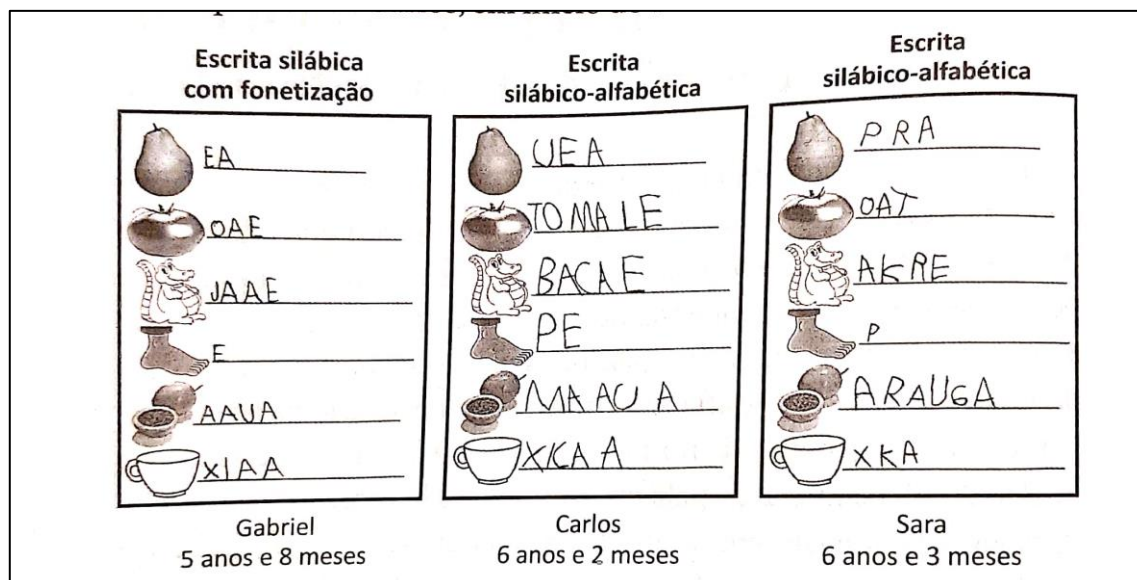 Escrita silábica
com fonetização
EA
OAE
JAAE
E
AAUA
XIAA
Gabriel
5 anos e 8 meses
Escrita
silábico-alfabética
UEA
TOMALE
BACAE
PE
MAAU A
XKAA
Carlos
6 anos e 2 meses
Escrita
silábico-alfabética
PRA
OAT
AKRE
P
ARAUGA
XKA
Sara
6 anos e 3 meses